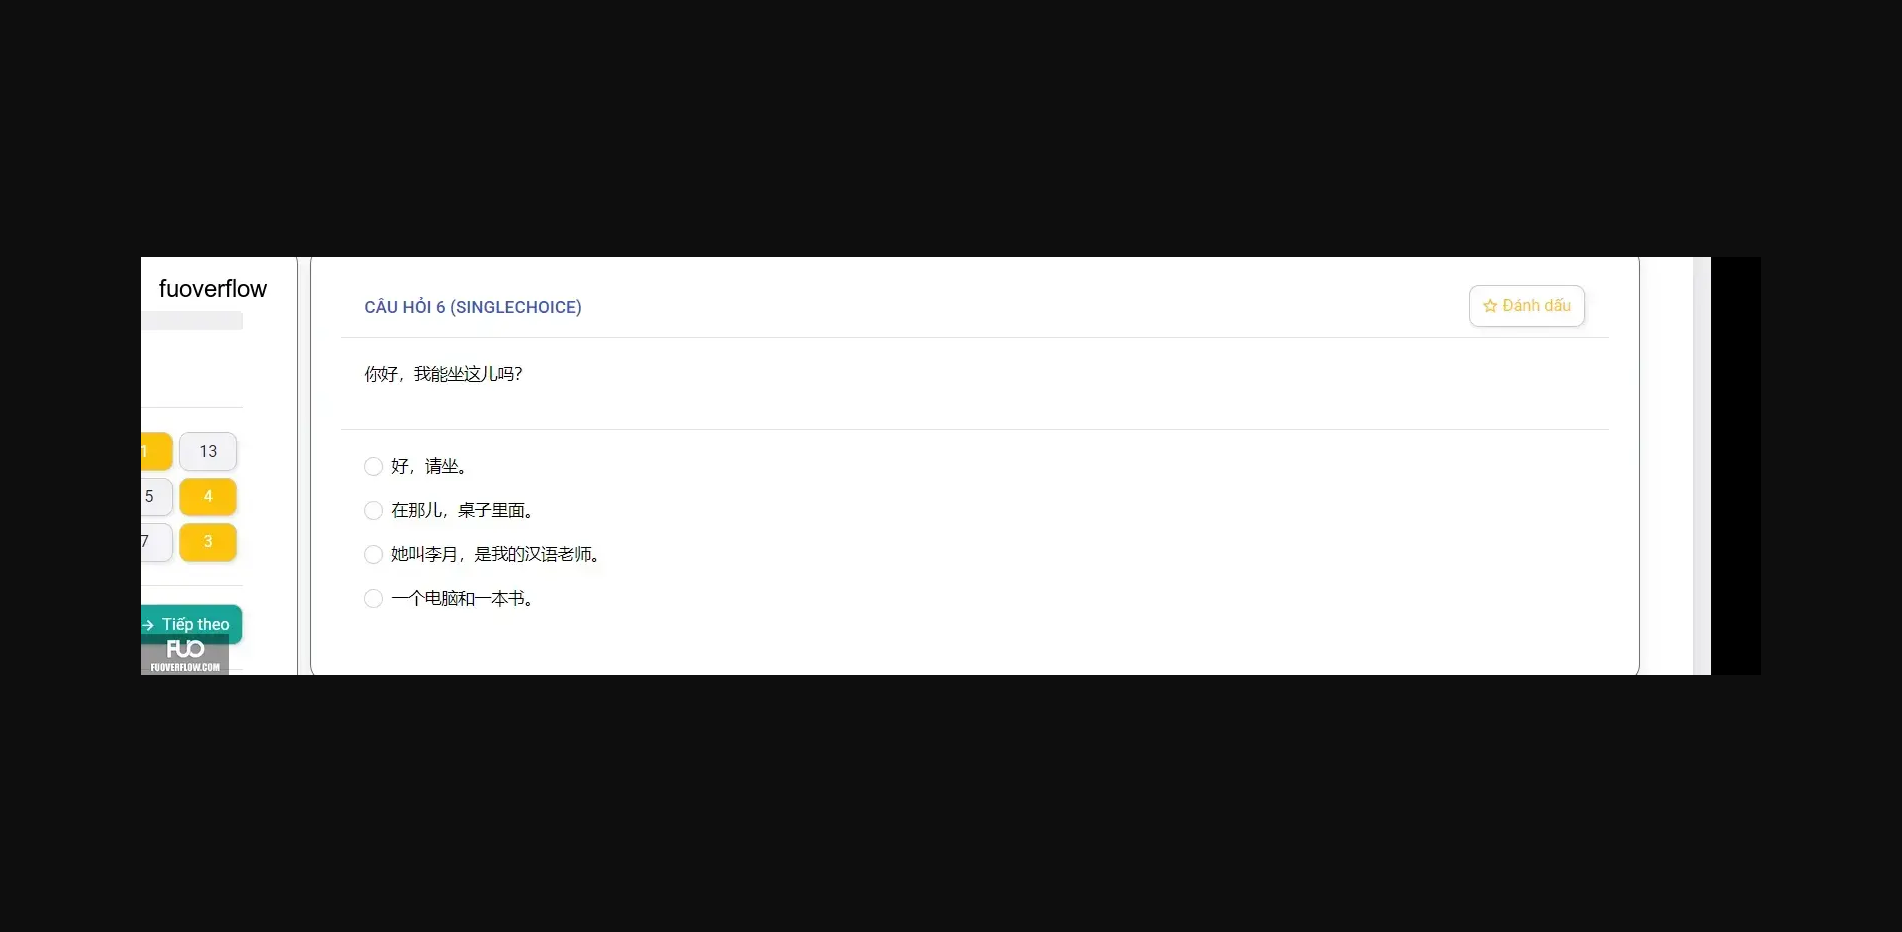 fuoverflow
CÂU HỎI 6 (SINGLECHOICE)
Đánh dấu
你好，我能坐这儿吗?
1 13
5 4
7 3
好，请坐。
在那儿，桌子里面。
她叫李月，是我的汉语老师。
一个电脑和一本书。
→ Tiếp theo
FUO
FUOVERFLOW.COM